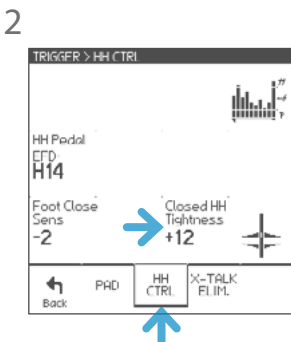 2
TRIGGER > HH CTRL
ff
f
p
HH Pedal
EFD-
H14
Foot Close
Sens
-2
Closed HH
Tightness
+12
Back
PAD
HH
CTRL
X-TALK
ELIM.